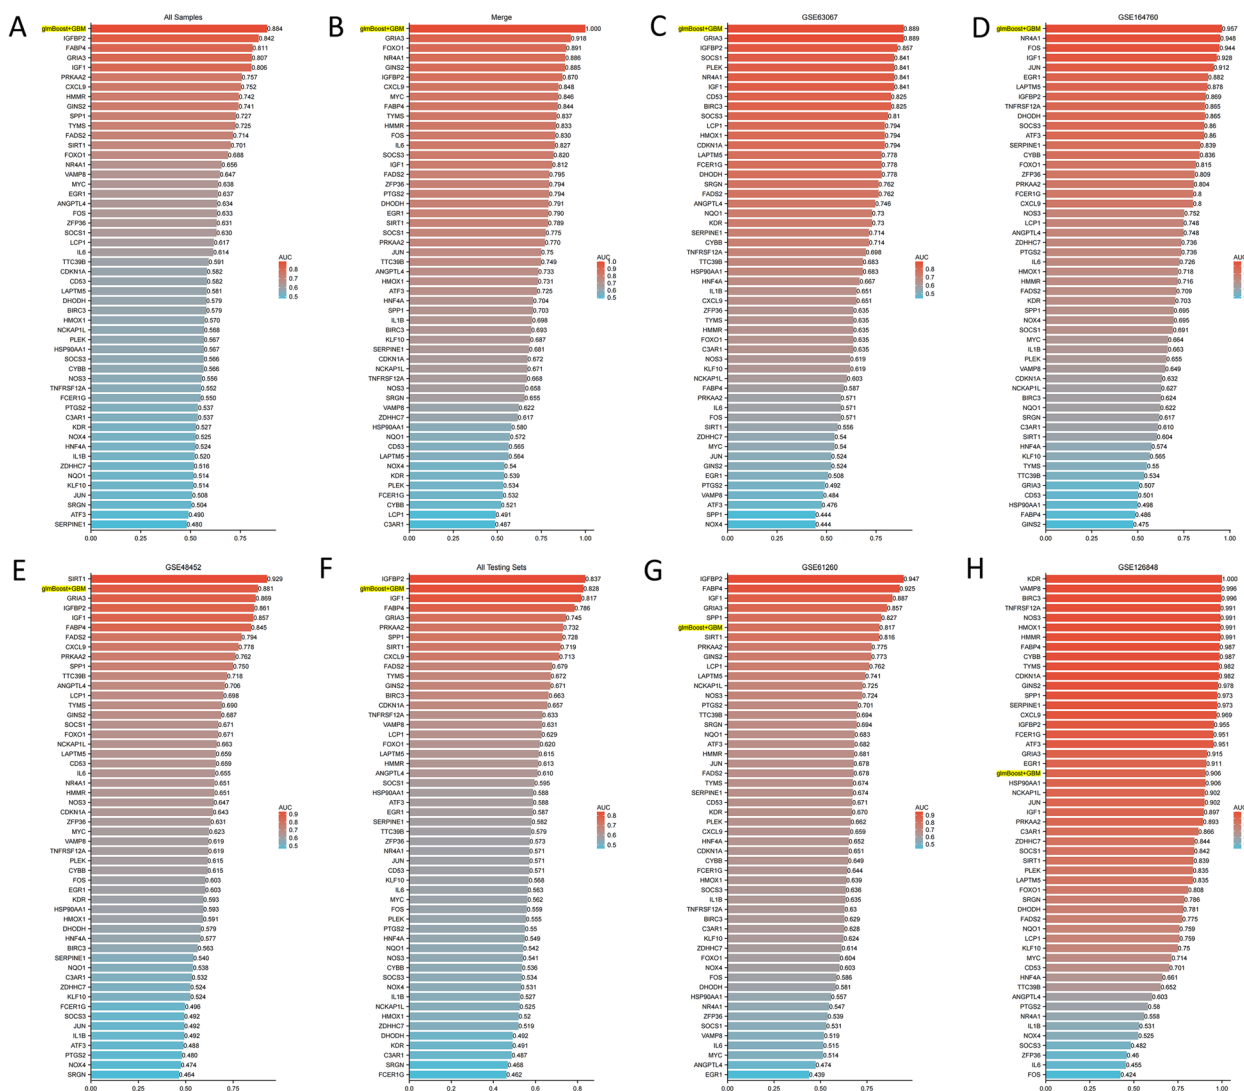 A
All Samples
glmBoost+GBM 0.884
IGFBP2 0.842
FABP4 0.811
GRIA3 0.807
IGF1 0.806
PRKAA2 0.757
CXCL9 0.752
HMMR 0.742
GINS2 0.741
SPP1 0.727
TYMS 0.725
FADS2 0.714
SIRT1 0.701
FOXO1 0.688
NR4A1 0.656
VAMP8 0.647
MYC 0.638
EGR1 0.637
ANGPTL4 0.634
FOS 0.633
ZFP36 0.631
SOCS1 0.630
LCP1 0.617
IL6 0.614
TTC39B 0.591
CDKN1A 0.582
CD53 0.582
LAPTM5 0.581
DHODH 0.579
BIRC3 0.579
HMOX1 0.570
NCKAP1L 0.568
PLEK 0.567
HSP90AA1 0.567
SOCS3 0.566
CYBB 0.566
NOS3 0.556
TNFRSF12A 0.552
FCER1G 0.550
PTGS2 0.537
C3AR1 0.537
KDR 0.527
NOX4 0.525
HNF4A 0.524
IL1B 0.520
ZDHHC7 0.516
NQO1 0.514
KLF10 0.514
JUN 0.508
SRGN 0.504
ATF3 0.490
SERPINE1 0.480
0.00 0.25 0.50 0.75
AUC
0.8
0.7
0.6
0.5
B
Merge
glmBoost+GBM 1.000
GRIA3 0.918
FOXO1 0.891
NR4A1 0.886
GINS2 0.885
IGFBP2 0.870
CXCL9 0.848
MYC 0.846
FABP4 0.844
TYMS 0.837
HMMR 0.833
FOS 0.830
IL6 0.827
SOCS3 0.820
IGF1 0.812
FADS2 0.795
ZFP36 0.794
PTGS2 0.794
DHODH 0.791
EGR1 0.790
SIRT1 0.789
SOCS1 0.775
PRKAA2 0.770
JUN 0.75
TTC39B 0.749
ANGPTL4 0.733
HMOX1 0.731
ATF3 0.725
HNF4A 0.704
SPP1 0.703
IL1B 0.698
BIRC3 0.693
KLF10 0.687
SERPINE1 0.681
CDKN1A 0.672
NCKAP1L 0.671
TNFRSF12A 0.668
NOS3 0.658
SRGN 0.655
VAMP8 0.622
ZDHHC7 0.617
HSP90AA1 0.580
NQO1 0.572
CD53 0.565
LAPTM5 0.564
NOX4 0.54
KDR 0.539
PLEK 0.534
FCER1G 0.532
CYBB 0.521
LCP1 0.491
C3AR1 0.487
0.00 0.25 0.50 0.75 1.00
AUC
1.0
0.9
0.8
0.7
0.6
0.5
C
GSE63067
glmBoost+GBM 0.889
GRIA3 0.889
IGFBP2 0.857
SOCS1 0.841
PLEK 0.841
NR4A1 0.841
IGF1 0.841
CD53 0.825
BIRC3 0.825
SOCS3 0.81
LCP1 0.794
HMOX1 0.794
CDKN1A 0.794
LAPTM5 0.778
FCER1G 0.778
DHODH 0.778
SRGN 0.762
FADS2 0.762
ANGPTL4 0.746
NQO1 0.73
KDR 0.73
SERPINE1 0.714
CYBB 0.714
TNFRSF12A 0.698
TTC39B 0.683
HSP90AA1 0.683
HNF4A 0.667
IL1B 0.651
CXCL9 0.651
ZFP36 0.635
TYMS 0.635
HMMR 0.635
FOXO1 0.635
C3AR1 0.635
NOS3 0.619
KLF10 0.619
NCKAP1L 0.603
FABP4 0.587
PRKAA2 0.571
IL6 0.571
FOS 0.571
SIRT1 0.556
ZDHHC7 0.54
MYC 0.54
JUN 0.524
GINS2 0.524
EGR1 0.508
PTGS2 0.492
VAMP8 0.484
ATF3 0.476
SPP1 0.444
NOX4 0.444
0.00 0.25 0.50 0.75
AUC
0.8
0.7
0.6
0.5
D
GSE164760
glmBoost+GBM 0.957
NR4A1 0.948
FOS 0.944
IGF1 0.928
JUN 0.912
EGR1 0.882
LAPTM5 0.878
IGFBP2 0.869
TNFRSF12A 0.865
DHODH 0.865
SOCS3 0.86
ATF3 0.86
SERPINE1 0.839
CYBB 0.836
FOXO1 0.815
ZFP36 0.809
PRKAA2 0.804
FCER1G 0.8
CXCL9 0.8
NOS3 0.752
LCP1 0.748
ANGPTL4 0.748
ZDHHC7 0.736
PTGS2 0.736
IL6 0.726
HMOX1 0.718
HMMR 0.716
FADS2 0.709
KDR 0.703
SPP1 0.695
NOX4 0.695
SOCS1 0.691
MYC 0.664
IL1B 0.663
PLEK 0.655
VAMP8 0.649
CDKN1A 0.632
NCKAP1L 0.627
BIRC3 0.624
NQO1 0.622
SRGN 0.617
C3AR1 0.610
SIRT1 0.604
HNF4A 0.574
KLF10 0.565
TYMS 0.55
TTC39B 0.534
GRIA3 0.507
CD53 0.501
HSP90AA1 0.498
FABP4 0.486
GINS2 0.475
0.00 0.25 0.50 0.75 1.00
AUC
E
GSE48452
SIRT1 0.929
glmBoost+GBM 0.881
GRIA3 0.869
IGFBP2 0.861
IGF1 0.857
FABP4 0.845
FADS2 0.794
CXCL9 0.778
PRKAA2 0.762
SPP1 0.750
TTC39B 0.718
ANGPTL4 0.706
LCP1 0.698
TYMS 0.690
GINS2 0.687
SOCS1 0.671
FOXO1 0.671
NCKAP1L 0.663
LAPTM5 0.659
CD53 0.659
IL6 0.655
NR4A1 0.651
HMMR 0.651
NOS3 0.647
CDKN1A 0.643
ZFP36 0.631
MYC 0.623
VAMP8 0.619
TNFRSF12A 0.619
PLEK 0.615
CYBB 0.615
FOS 0.603
EGR1 0.603
KDR 0.593
HSP90AA1 0.593
HMOX1 0.591
DHODH 0.579
HNF4A 0.577
BIRC3 0.563
SERPINE1 0.540
NQO1 0.538
C3AR1 0.532
ZDHHC7 0.524
KLF10 0.524
FCER1G 0.496
SOCS3 0.492
JUN 0.492
IL1B 0.492
ATF3 0.488
PTGS2 0.480
NOX4 0.474
SRGN 0.464
0.00 0.25 0.50 0.75
AUC
0.9
0.8
0.7
0.6
0.5
F
All Testing Sets
IGFBP2 0.837
glmBoost+GBM 0.828
IGF1 0.817
FABP4 0.786
GRIA3 0.745
PRKAA2 0.732
SPP1 0.728
SIRT1 0.719
CXCL9 0.713
FADS2 0.679
TYMS 0.672
GINS2 0.671
BIRC3 0.663
CDKN1A 0.657
TNFRSF12A 0.633
VAMP8 0.631
LCP1 0.629
FOXO1 0.620
LAPTM5 0.615
HMMR 0.613
ANGPTL4 0.610
SOCS1 0.595
HSP90AA1 0.588
ATF3 0.588
EGR1 0.587
SERPINE1 0.582
TTC39B 0.579
ZFP36 0.573
NR4A1 0.571
JUN 0.571
CD53 0.571
KLF10 0.568
IL6 0.563
MYC 0.562
FOS 0.559
PLEK 0.555
PTGS2 0.55
HNF4A 0.549
NQO1 0.542
NOS3 0.541
CYBB 0.536
SOCS3 0.534
NOX4 0.531
IL1B 0.527
NCKAP1L 0.525
HMOX1 0.52
ZDHHC7 0.519
DHODH 0.492
KDR 0.491
C3AR1 0.487
SRGN 0.468
FCER1G 0.462
0.0 0.2 0.4 0.6 0.8
AUC
0.8
0.7
0.6
0.5
G
GSE61260
IGFBP2 0.947
FABP4 0.925
IGF1 0.887
GRIA3 0.857
SPP1 0.827
glmBoost+GBM 0.817
SIRT1 0.816
PRKAA2 0.775
GINS2 0.773
LCP1 0.762
LAPTM5 0.741
NCKAP1L 0.725
NOS3 0.724
PTGS2 0.701
TTC39B 0.694
SRGN 0.694
NQO1 0.683
ATF3 0.682
HMMR 0.681
JUN 0.678
FADS2 0.678
TYMS 0.674
SERPINE1 0.674
CD53 0.671
KDR 0.670
PLEK 0.662
CXCL9 0.659
HNF4A 0.652
CDKN1A 0.651
CYBB 0.649
FCER1G 0.644
HMOX1 0.639
SOCS3 0.636
IL1B 0.635
TNFRSF12A 0.63
BIRC3 0.629
C3AR1 0.628
KLF10 0.624
ZDHHC7 0.614
FOXO1 0.604
NOX4 0.603
FOS 0.586
DHODH 0.581
HSP90AA1 0.557
NR4A1 0.547
ZFP36 0.539
SOCS1 0.531
VAMP8 0.519
IL6 0.515
MYC 0.514
ANGPTL4 0.474
EGR1 0.439
0.00 0.25 0.50 0.75
AUC
0.9
0.8
0.7
0.6
0.5
H
GSE126848
KDR 1.000
VAMP8 0.996
BIRC3 0.996
TNFRSF12A 0.991
NOS3 0.991
HMOX1 0.991
HMMR 0.991
FABP4 0.987
CYBB 0.987
TYMS 0.982
CDKN1A 0.982
GINS2 0.978
SPP1 0.973
SERPINE1 0.973
CXCL9 0.969
IGFBP2 0.955
FCER1G 0.951
ATF3 0.951
GRIA3 0.915
EGR1 0.911
glmBoost+GBM 0.906
HSP90AA1 0.906
NCKAP1L 0.902
JUN 0.902
IGF1 0.897
PRKAA2 0.893
C3AR1 0.866
ZDHHC7 0.844
SOCS1 0.842
SIRT1 0.839
PLEK 0.835
LAPTM5 0.835
FOXO1 0.808
SRGN 0.786
DHODH 0.781
FADS2 0.775
NQO1 0.759
LCP1 0.759
KLF10 0.75
MYC 0.714
CD53 0.701
HNF4A 0.661
TTC39B 0.652
ANGPTL4 0.603
PTGS2 0.58
NR4A1 0.558
IL1B 0.531
NOX4 0.525
SOCS3 0.482
ZFP36 0.46
IL6 0.455
FOS 0.424
0.00 0.25 0.50 0.75 1.00
AUC